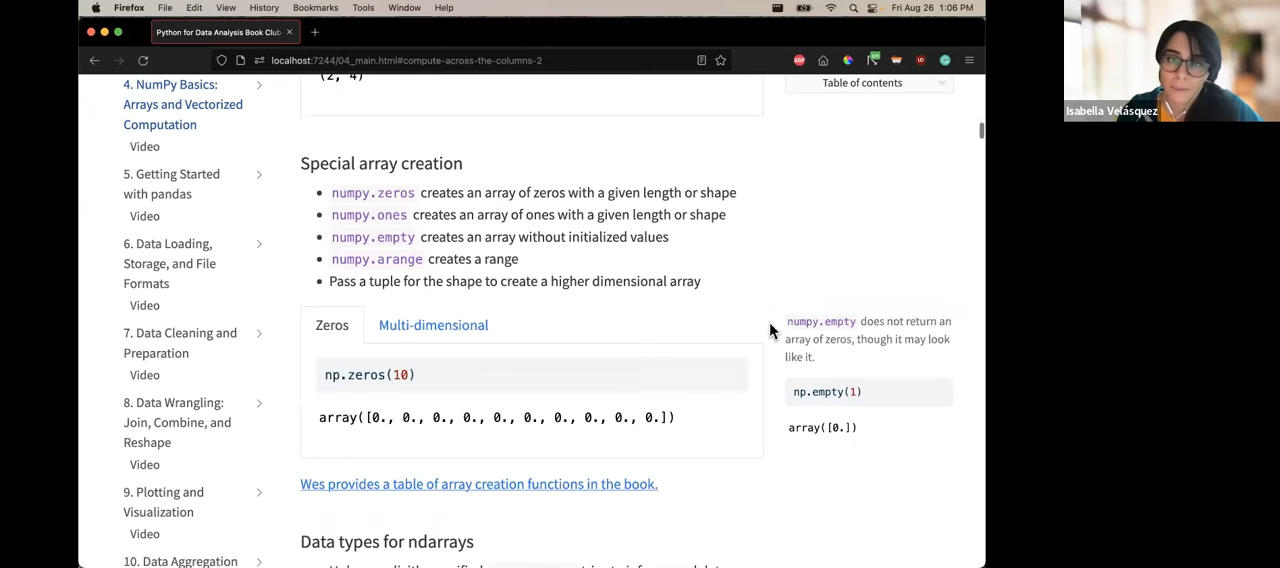 Firefox File Edit View History Bookmarks Tools Window Help Fri Aug 26 1:06 PM
Python for Data Analysis Book Club
localhost:7244/04_main.html#compute-across-the-columns-2
Isabella Velásquez
4. NumPy Basics:
Arrays and Vectorized
Computation
Video
5. Getting Started
with pandas
Video
6. Data Loading,
Storage, and File
Formats
Video
7. Data Cleaning and
Preparation
Video
8. Data Wrangling:
Join, Combine, and
Reshape
Video
9. Plotting and
Visualization
Video
10. Data Aggregation
(2, 4)
Special array creation
• numpy.zeros creates an array of zeros with a given length or shape
• numpy.ones creates an array of ones with a given length or shape
• numpy.empty creates an array without initialized values
• numpy.arange creates a range
• Pass a tuple for the shape to create a higher dimensional array
Zeros Multi-dimensional
np.zeros(10)
array([0., 0., 0., 0., 0., 0., 0., 0., 0., 0.])
Wes provides a table of array creation functions in the book.
Data types for ndarrays
Table of contents
numpy.empty does not return an
array of zeros, though it may look
like it.
np.empty(1)
array([0.])